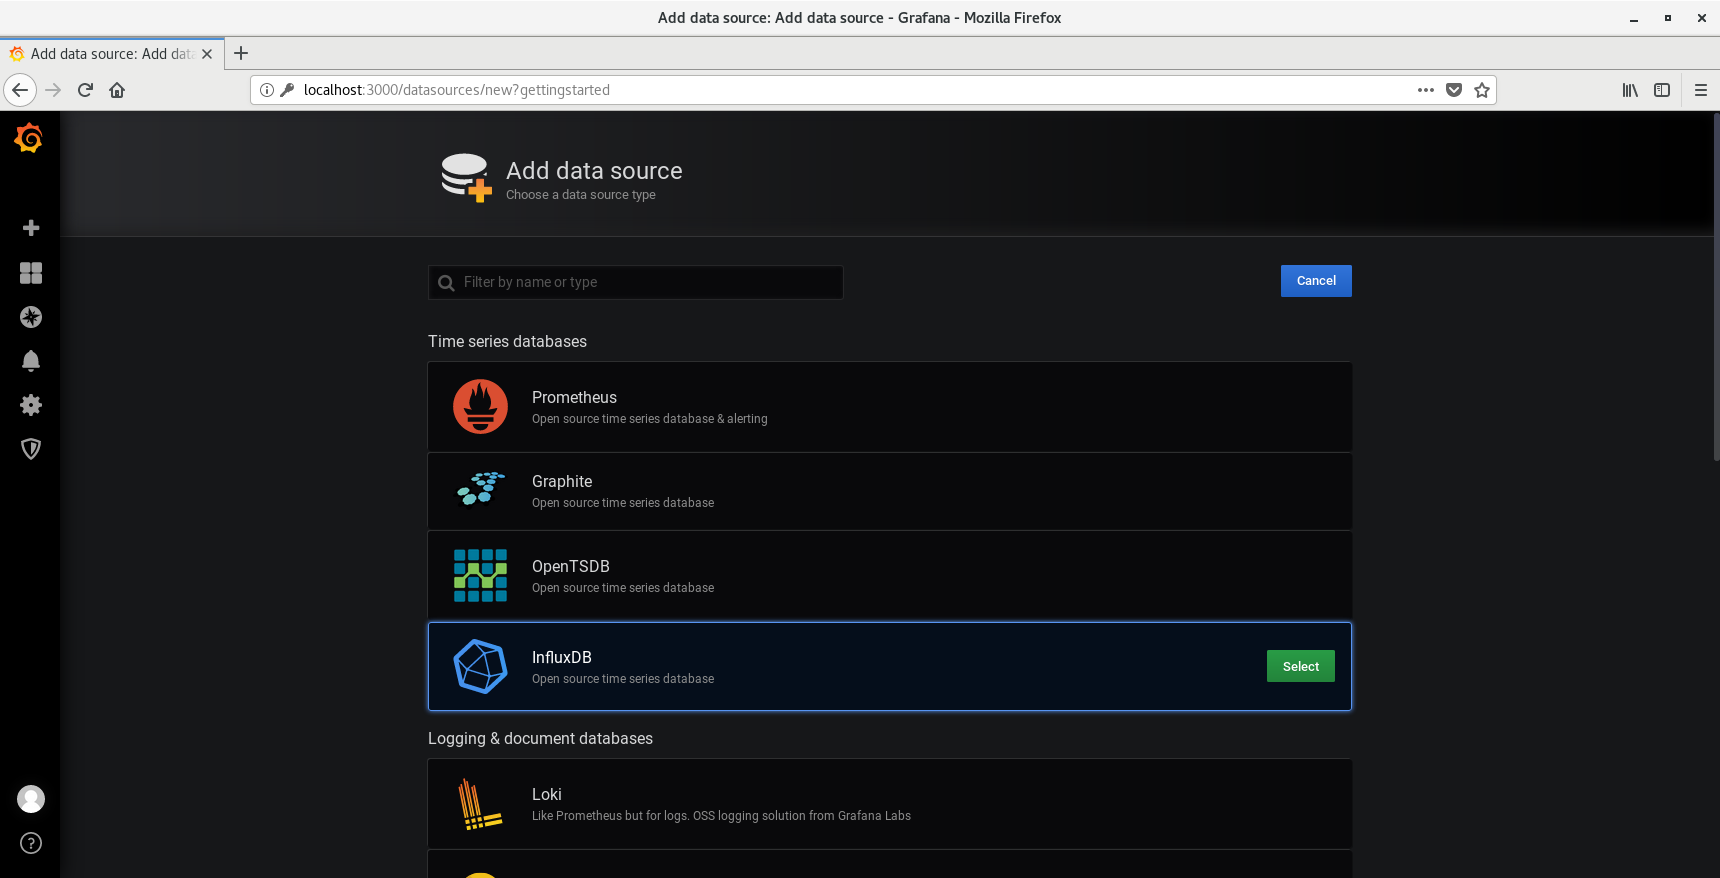 Add data source: Add data source - Grafana - Mozilla Firefox
Add data source: Add data
localhost:3000/datasources/new?gettingstarted
Add data source
Choose a data source type
Filter by name or type
Cancel
Time series databases
Prometheus
Open source time series database & alerting
Graphite
Open source time series database
OpenTSDB
Open source time series database
InfluxDB
Open source time series database
Select
Logging & document databases
Loki
Like Prometheus but for logs. OSS logging solution from Grafana Labs